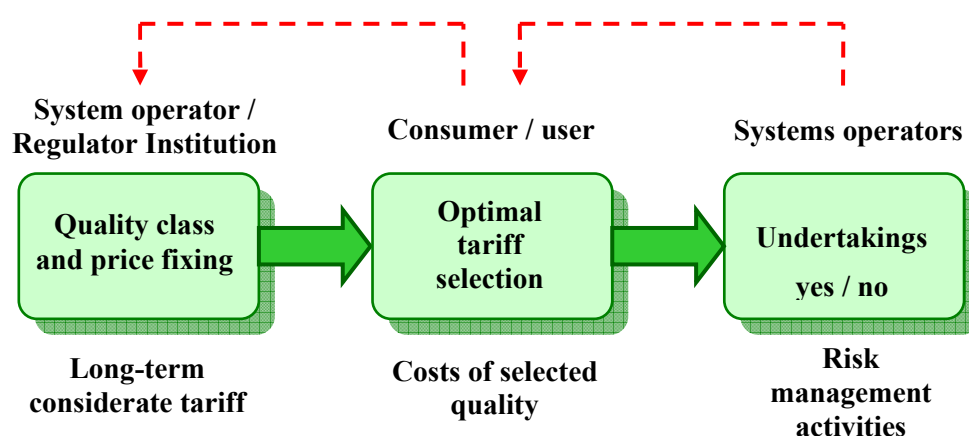 System operator /
Regulator Institution
Consumer / user
Systems operators
Quality class
and price fixing
Optimal
tariff
selection
Undertakings
yes / no
Long-term
considerate tariff
Costs of selected
quality
Risk
management
activities